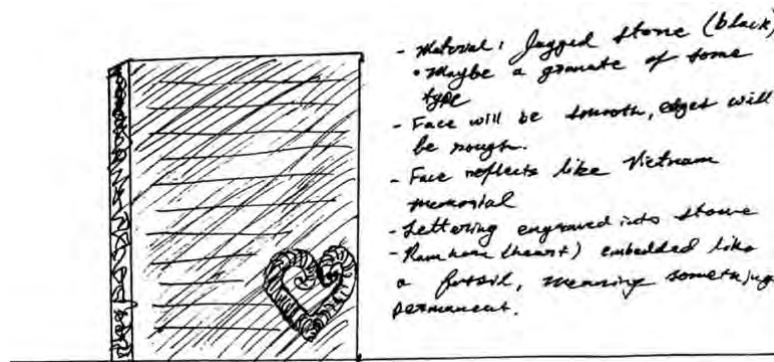 - Material: Jagged stone (black)
• Maybe a granate of some
type
- Face will be smooth, edges will
be rough.
- Face reflects like Vietnam
memorial
- Lettering engraved into stone
- Ram horn (heart) embedded like
a fossil, meaning something
permanent.